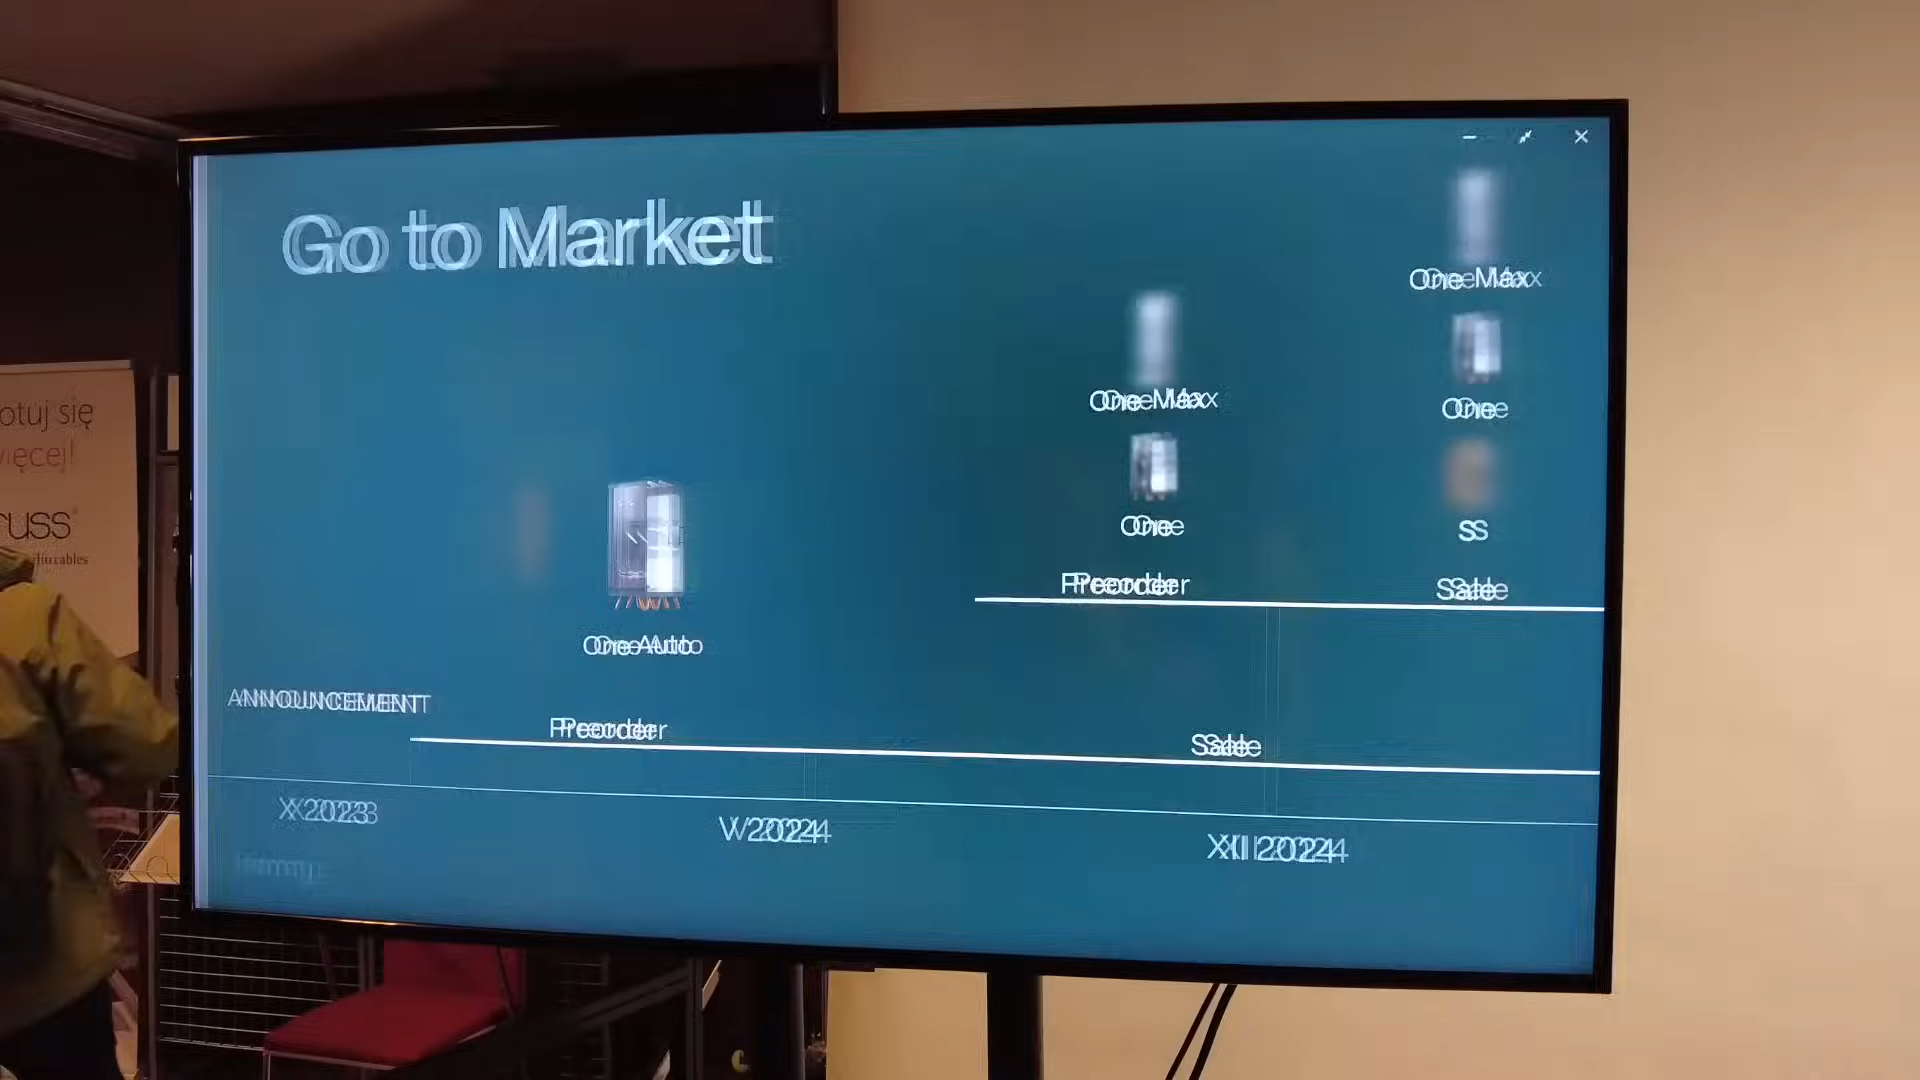 Go to Market
One Max
One Max
One
One
SS
Preorder
Sale
One Auto
ANNOUNCEMENT
Preorder
Sale
X 2023
V 2024
XII 2024
otuj się
więcej!
russ